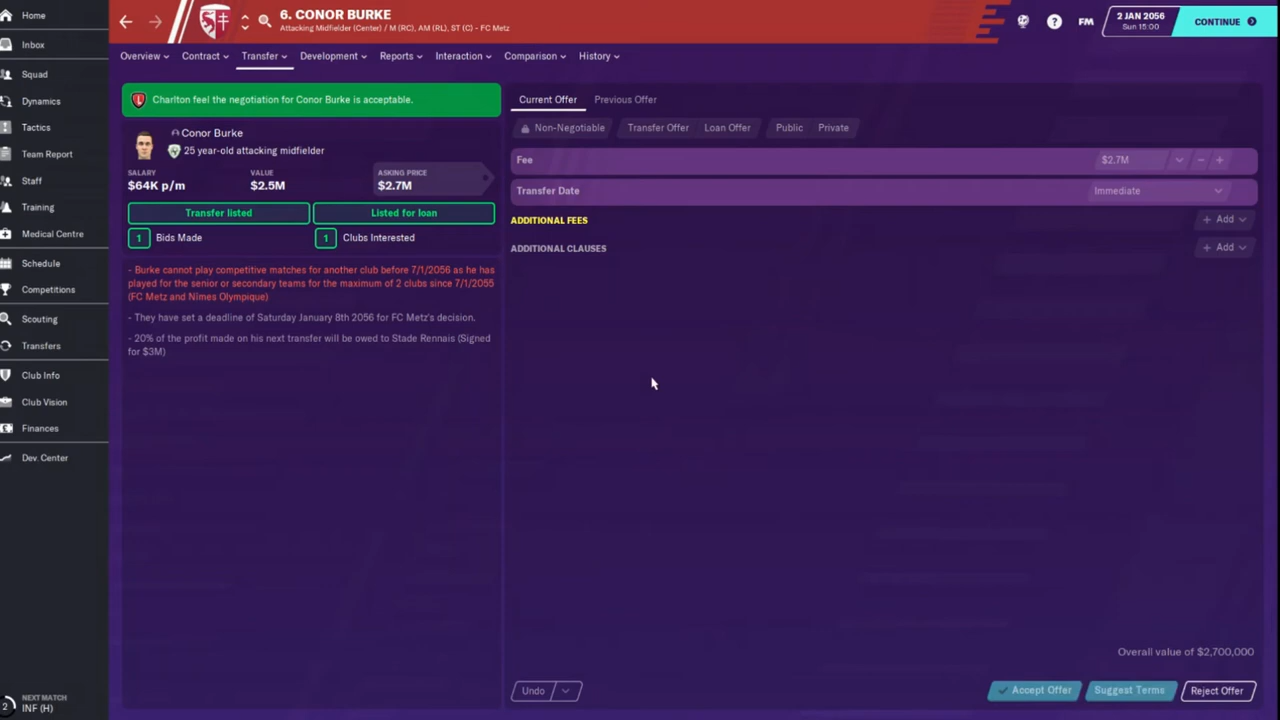 Home
Inbox
Squad
Dynamics
Tactics
Team Report
Staff
Training
Medical Centre
Schedule
Competitions
Scouting
Transfers
Club Info
Club Vision
Finances
Dev. Center
2
NEXT MATCH
INF (H)
6. CONOR BURKE
Attacking Midfielder (Center) / M (RC), AM (RL), ST (C) - FC Metz
FM
2 JAN 2056
Sun 15:00
CONTINUE
Overview
Contract
Transfer
Development
Reports
Interaction
Comparison
History
Charlton feel the negotiation for Conor Burke is acceptable.
Conor Burke
25 year-old attacking midfielder
SALARY
$64K p/m
VALUE
$2.5M
ASKING PRICE
$2.7M
Transfer listed
Listed for loan
1 Bids Made
1 Clubs Interested
- Burke cannot play competitive matches for another club before 7/1/2056 as he has
played for the senior or secondary teams for the maximum of 2 clubs since 7/1/2055
(FC Metz and Nîmes Olympique)
- They have set a deadline of Saturday January 8th 2056 for FC Metz's decision.
- 20% of the profit made on his next transfer will be owed to Stade Rennais (Signed
for $3M)
Current Offer
Previous Offer
Non-Negotiable
Transfer Offer
Loan Offer
Public
Private
Fee
$2.7M
Transfer Date
Immediate
ADDITIONAL FEES
+ Add
ADDITIONAL CLAUSES
+ Add
Overall value of $2,700,000
Undo
Accept Offer
Suggest Terms
Reject Offer